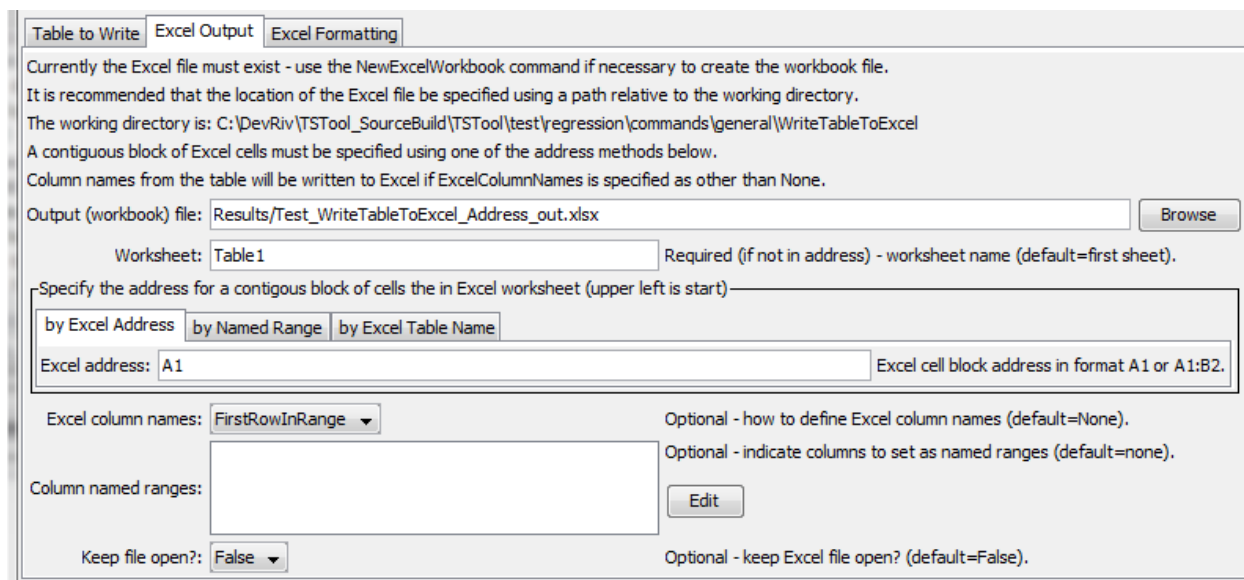 Table to Write Excel Output Excel Formatting
Currently the Excel file must exist - use the NewExcelWorkbook command if necessary to create the workbook file.
It is recommended that the location of the Excel file be specified using a path relative to the working directory.
The working directory is: C:\DevRiv\TSTool_SourceBuild\TSTool\test\regression\commands\general\WriteTableToExcel
A contiguous block of Excel cells must be specified using one of the address methods below.
Column names from the table will be written to Excel if ExcelColumnNames is specified as other than None.
Output (workbook) file: Results/Test_WriteTableToExcel_Address_out.xlsx Browse
Worksheet: Table1 Required (if not in address) - worksheet name (default=first sheet).
Specify the address for a contigous block of cells the in Excel worksheet (upper left is start)
by Excel Address by Named Range by Excel Table Name
Excel address: A1 Excel cell block address in format A1 or A1:B2.
Excel column names: FirstRowInRange Optional - how to define Excel column names (default=None).
Optional - indicate columns to set as named ranges (default=none).
Column named ranges: Edit
Keep file open?: False Optional - keep Excel file open? (default=False).